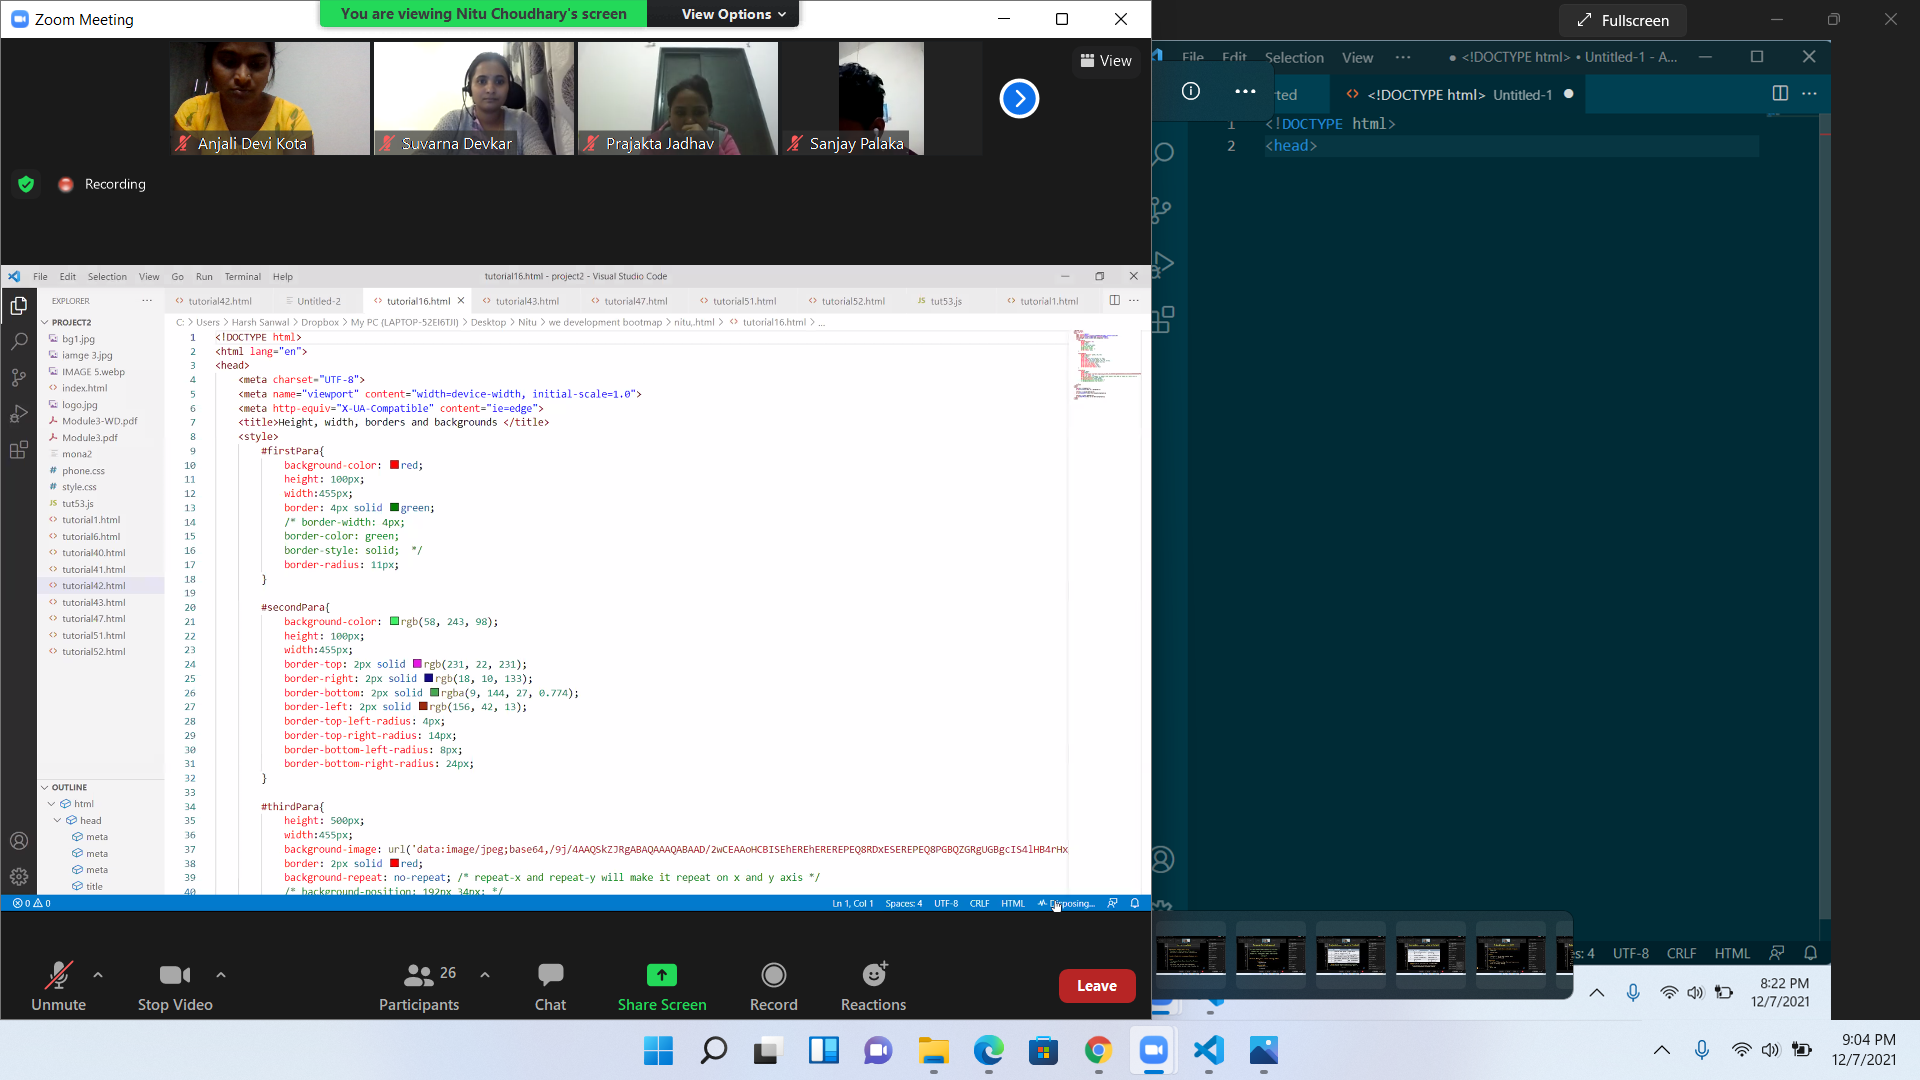 Zoom Meeting
You are viewing Nitu Choudhary's screen
View Options
Fullscreen
View
Anjali Devi Kota
Suvarna Devkar
Prajakta Jadhav
Sanjay Palaka
Recording
File Edit Selection View Go Run Terminal Help
tutorial16.html - project2 - Visual Studio Code
EXPLORER
tutorial42.html
Untitled-2
tutorial16.html
tutorial43.html
tutorial47.html
tutorial51.html
tutorial52.html
JS tut53.js
tutorial1.html
PROJECT2
bg1.jpg
iamge 3.jpg
IMAGE 5.webp
index.html
logo.jpg
Module3-WD.pdf
Module3.pdf
mona2
# phone.css
# style.css
JS tut53.js
tutorial1.html
tutorial6.html
tutorial40.html
tutorial41.html
tutorial42.html
tutorial43.html
tutorial47.html
tutorial51.html
tutorial52.html
OUTLINE
html
head
meta
meta
meta
title
C: > Users > Harsh Sanwal > Dropbox > My PC (LAPTOP-52EI6TJI) > Desktop > Nitu > we development bootmap > nitu,.html > <> tutorial16.html > ...
1 <!DOCTYPE html>
2 <html lang="en">
3 <head>
4 <meta charset="UTF-8">
5 <meta name="viewport" content="width=device-width, initial-scale=1.0">
6 <meta http-equiv="X-UA-Compatible" content="ie=edge">
7 <title>Height, width, borders and backgrounds </title>
8 <style>
9 #firstPara{
10 background-color: red;
11 height: 100px;
12 width:455px;
13 border: 4px solid green;
14 /* border-width: 4px;
15 border-color: green;
16 border-style: solid; */
17 border-radius: 11px;
18 }
19
20 #secondPara{
21 background-color: rgb(58, 243, 98);
22 height: 100px;
23 width:455px;
24 border-top: 2px solid rgb(231, 22, 231);
25 border-right: 2px solid rgb(18, 10, 133);
26 border-bottom: 2px solid rgba(9, 144, 27, 0.774);
27 border-left: 2px solid rgb(156, 42, 13);
28 border-top-left-radius: 4px;
29 border-top-right-radius: 14px;
30 border-bottom-left-radius: 8px;
31 border-bottom-right-radius: 24px;
32 }
33
34 #thirdPara{
35 height: 500px;
36 width:455px;
37 background-image: url('data:image/jpeg;base64,
38 border: 2px solid red;
39 background-repeat: no-repeat; /* repeat-x and repeat-y will make it repeat on x and y axis */
40 /* background-position: 192px 34px; */
0 0
Ln 1, Col 1 Spaces: 4 UTF-8 CRLF HTML
Unmute
Stop Video
26
Participants
Chat
Share Screen
Record
Reactions
Leave
File Edit Selection View ...
<!DOCTYPE html> • Untitled-1 - A...
rted
<!DOCTYPE html> Untitled-1
1 <!DOCTYPE html>
2 <head>
s: 4 UTF-8 CRLF HTML
8:22 PM
12/7/2021
9:04 PM
12/7/2021